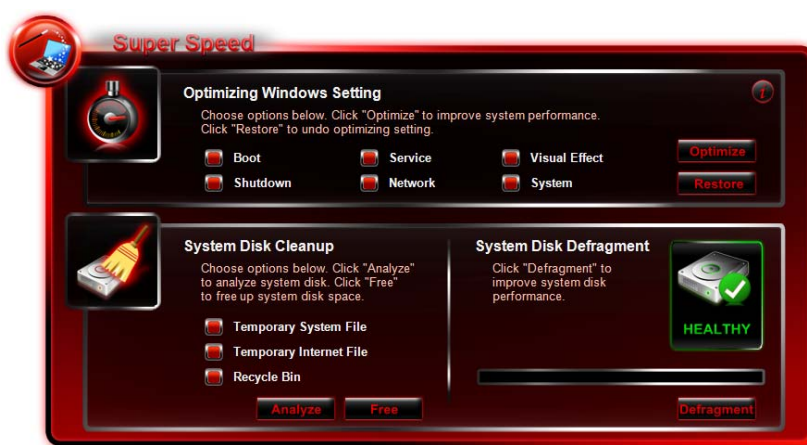 Super Speed
Optimizing Windows Setting
Choose options below. Click "Optimize" to improve system performance.
Click "Restore" to undo optimizing setting.
Boot
Service
Visual Effect
Optimize
Shutdown
Network
System
Restore
System Disk Cleanup
Choose options below. Click "Analyze"
to analyze system disk. Click "Free"
to free up system disk space.
Temporary System File
Temporary Internet File
Recycle Bin
Analyze
Free
System Disk Defragment
Click "Defragment" to
improve system disk
performance.
HEALTHY
Defragment